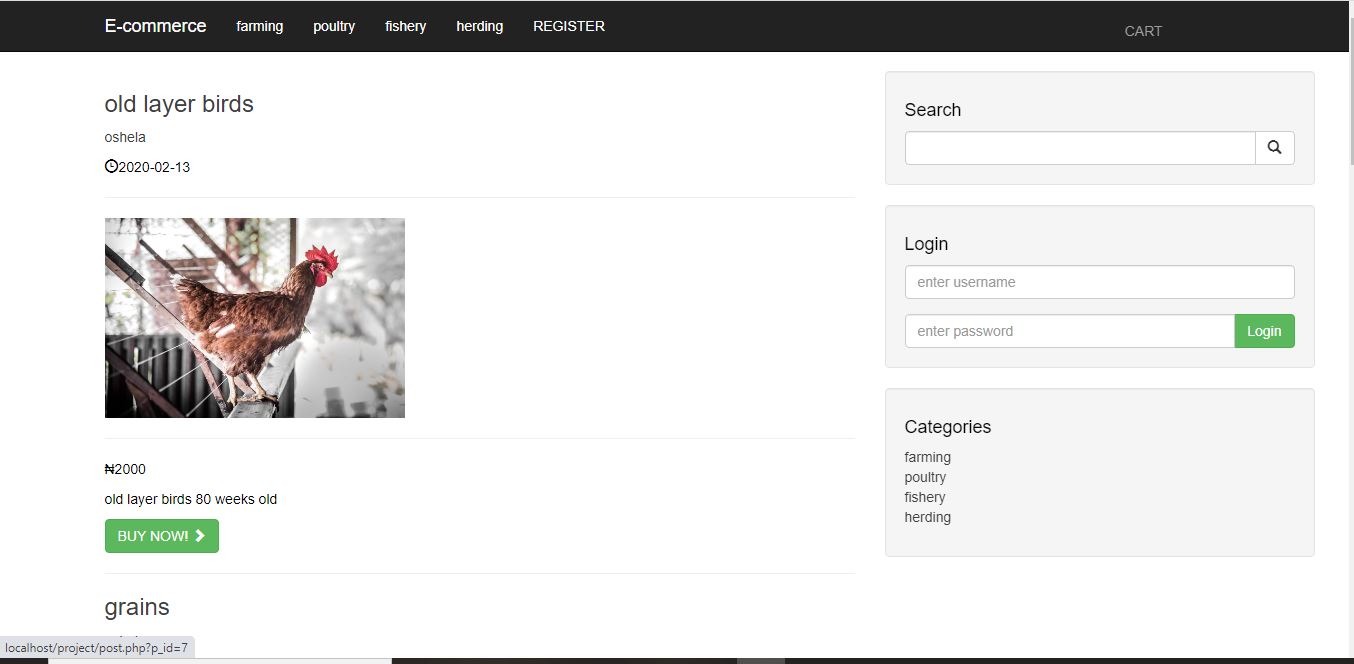 E-commerce farming poultry fishery herding REGISTER CART
old layer birds
oshela
2020-02-13
₦2000
old layer birds 80 weeks old
BUY NOW!
grains
Search
Login
enter username
enter password Login
Categories
farming
poultry
fishery
herding
localhost/project/post.php?p_id=7